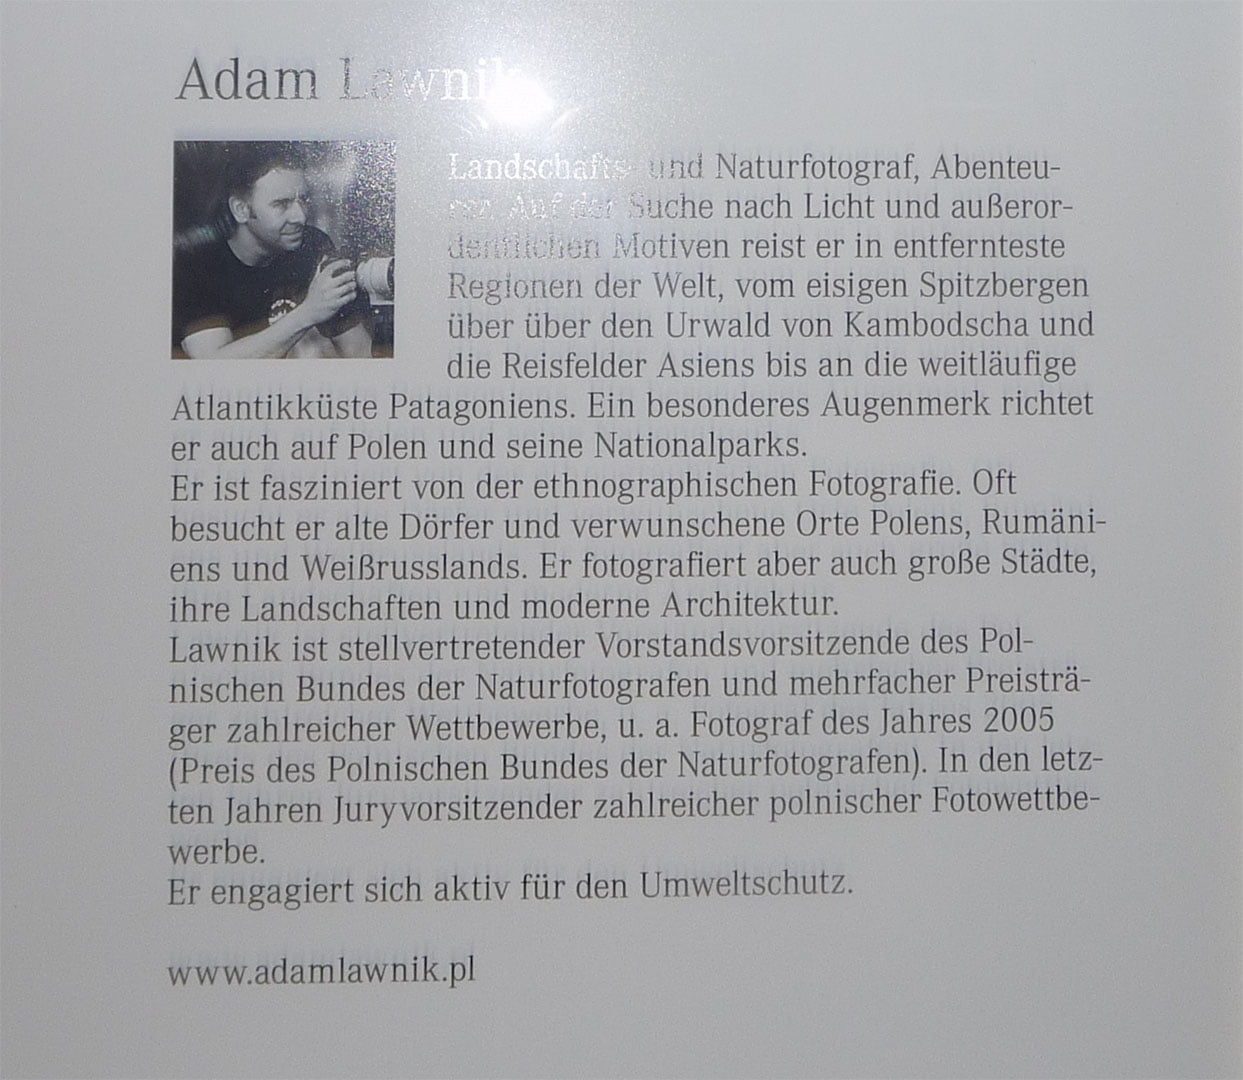 Adam Lawnik
Landschafts- und Naturfotograf, Abenteu-
rer. Auf der Suche nach Licht und außeror-
dentlichen Motiven reist er in entfernteste
Regionen der Welt, vom eisigen Spitzbergen
über über den Urwald von Kambodscha und
die Reisfelder Asiens bis an die weitläufige
Atlantikküste Patagoniens. Ein besonderes Augenmerk richtet
er auch auf Polen und seine Nationalparks.
Er ist fasziniert von der ethnographischen Fotografie. Oft
besucht er alte Dörfer und verwunschene Orte Polens, Rumäni-
ens und Weißrusslands. Er fotografiert aber auch große Städte,
ihre Landschaften und moderne Architektur.
Lawnik ist stellvertretender Vorstandsvorsitzende des Pol-
nischen Bundes der Naturfotografen und mehrfacher Preisträ-
ger zahlreicher Wettbewerbe, u. a. Fotograf des Jahres 2005
(Preis des Polnischen Bundes der Naturfotografen). In den letz-
ten Jahren Juryvorsitzender zahlreicher polnischer Fotowettbe-
werbe.
Er engagiert sich aktiv für den Umweltschutz.
www.adamlawnik.pl